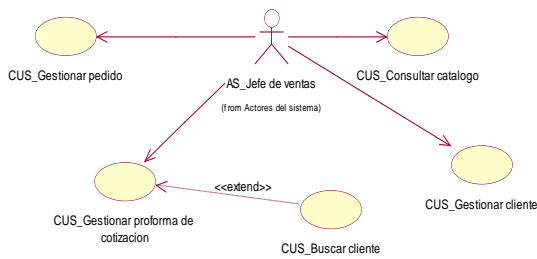 CUS_Gestionar pedido
AS_Jefe de ventas
(from Actores del sistema)
CUS_Consultar catalogo
<<extend>>
CUS_Gestionar proforma de
cotizacion
CUS_Buscar cliente
CUS_Gestionar cliente